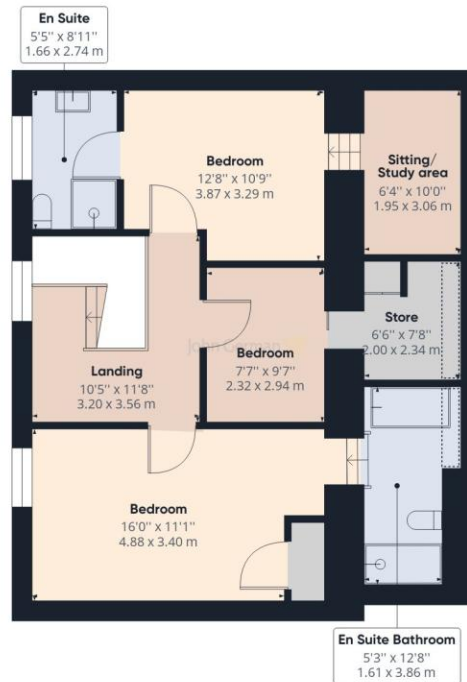 En Suite
5'5" x 8'11"
1.66 x 2.74 m
Bedroom
12'8" x 10'9"
3.87 x 3.29 m
Sitting/
Study area
6'4" x 10'0"
1.95 x 3.06 m
Store
6'6" x 7'8"
2.00 x 2.34 m
John German
Bedroom
7'7" x 9'7"
2.32 x 2.94 m
Landing
10'5" x 11'8"
3.20 x 3.56 m
Bedroom
16'0" x 11'1"
4.88 x 3.40 m
En Suite Bathroom
5'3" x 12'8"
1.61 x 3.86 m